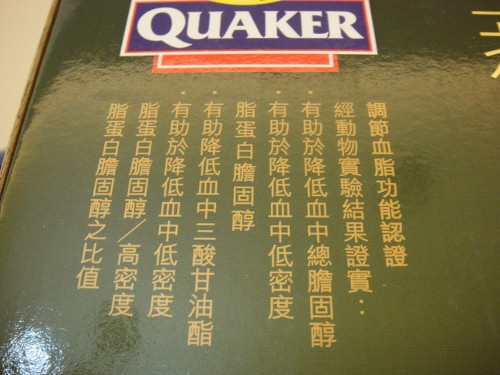 QUAKER
調節血脂功能認證
經動物實驗結果證實：
．有助於降低血中總膽固醇
．有助於降低血中低密度
脂蛋白膽固醇
．有助降低血中三酸甘油酯
．有助於降低血中低密度
脂蛋白膽固醇／高密度
脂蛋白膽固醇之比值